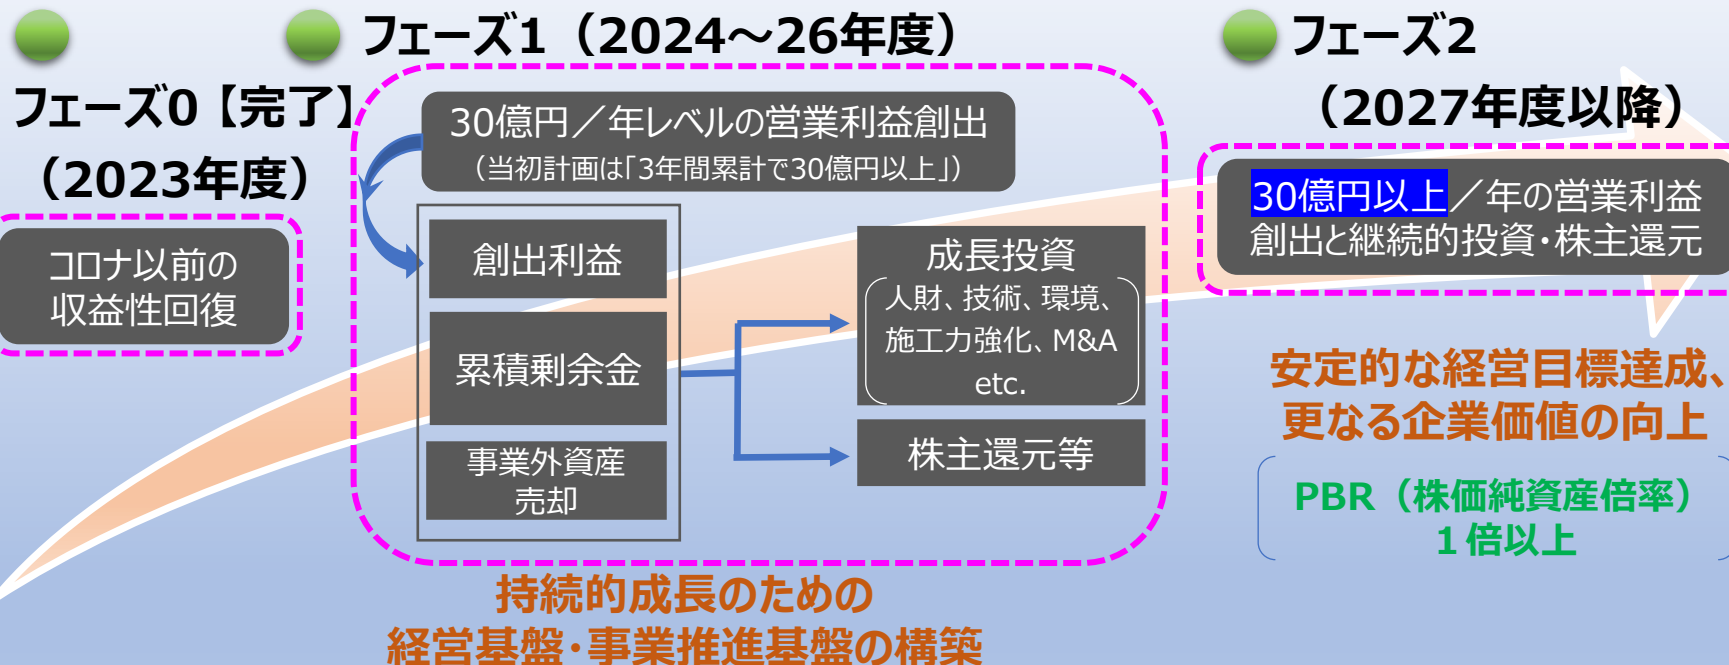 フェーズ0【完了】
（2023年度）
コロナ以前の
収益性回復
フェーズ1（2024～26年度）
30億円／年レベルの営業利益創出
（当初計画は「3年間累計で30億円以上」）
創出利益
累積剰余金
事業外資産
売却
成長投資
人財、技術、環境、
施工力強化、M&A
etc.
株主還元等
持続的成長のための
経営基盤・事業推進基盤の構築
フェーズ2
（2027年度以降）
30億円以上／年の営業利益
創出と継続的投資・株主還元
安定的な経営目標達成、
更なる企業価値の向上
PBR（株価純資産倍率）
１倍以上